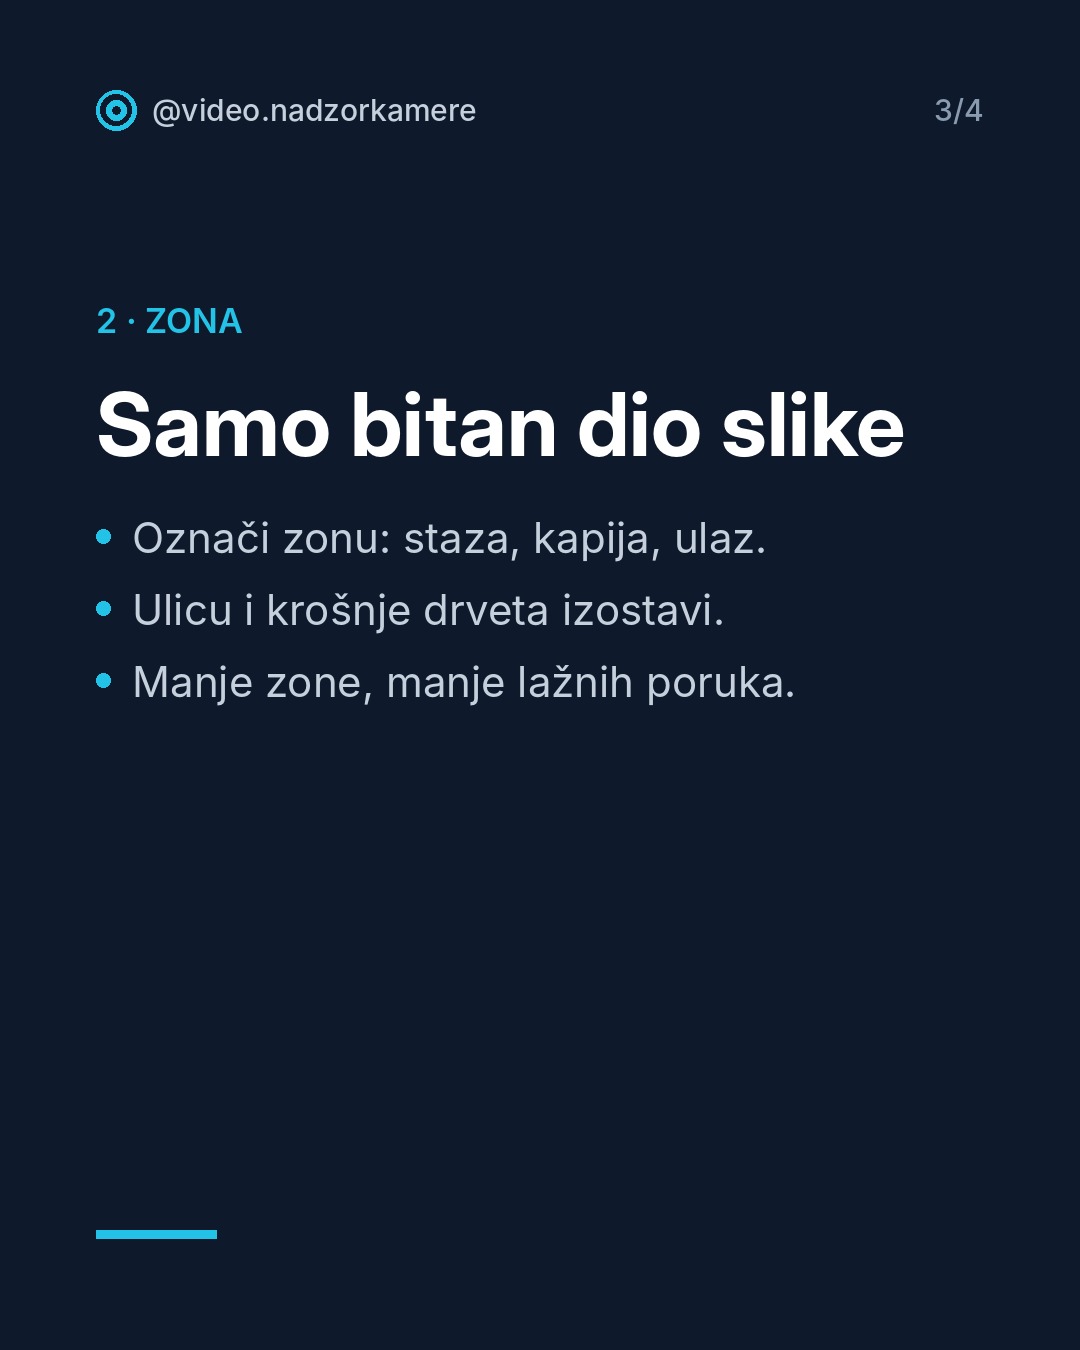 @video.nadzorkamere
3/4
2 · ZONA
Samo bitan dio slike
• Označi zonu: staza, kapija, ulaz.
• Ulicu i krošnje drveta izostavi.
• Manje zone, manje lažnih poruka.